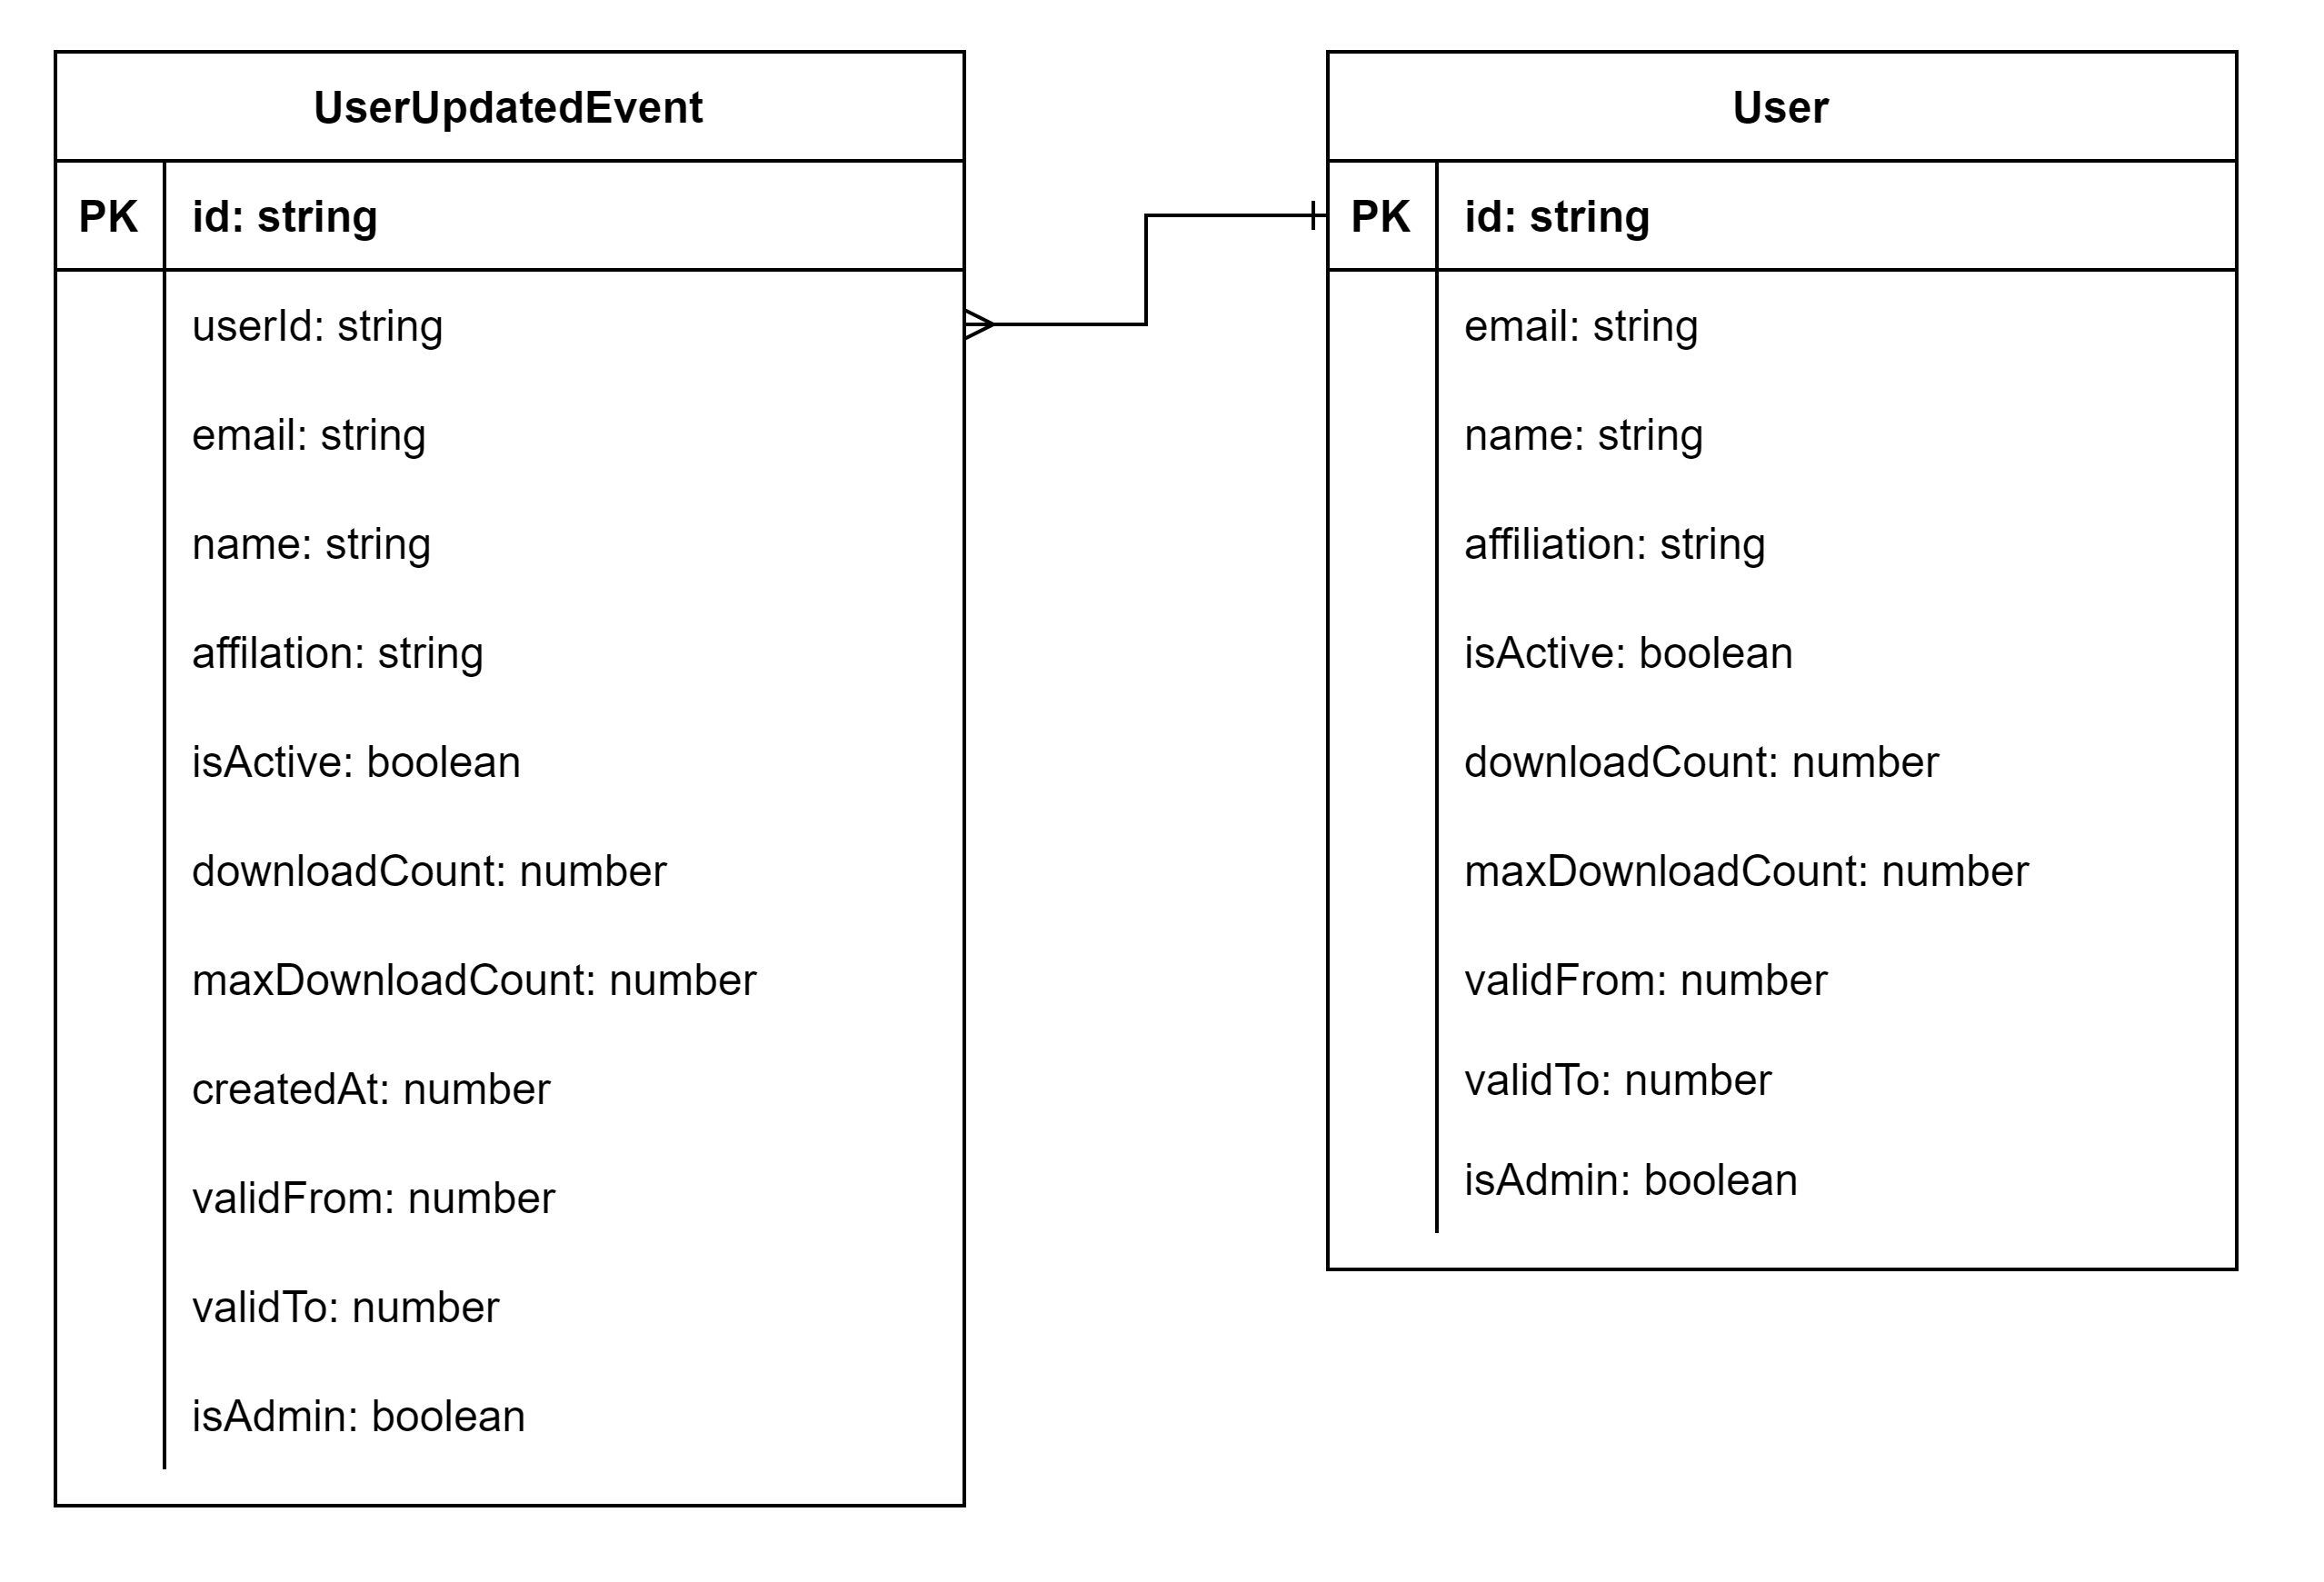 UserUpdatedEvent
PK
id: string
userId: string
email: string
name: string
affilation: string
isActive: boolean
downloadCount: number
maxDownloadCount: number
createdAt: number
validFrom: number
validTo: number
isAdmin: boolean
User
PK
id: string
email: string
name: string
affiliation: string
isActive: boolean
downloadCount: number
maxDownloadCount: number
validFrom: number
validTo: number
isAdmin: boolean